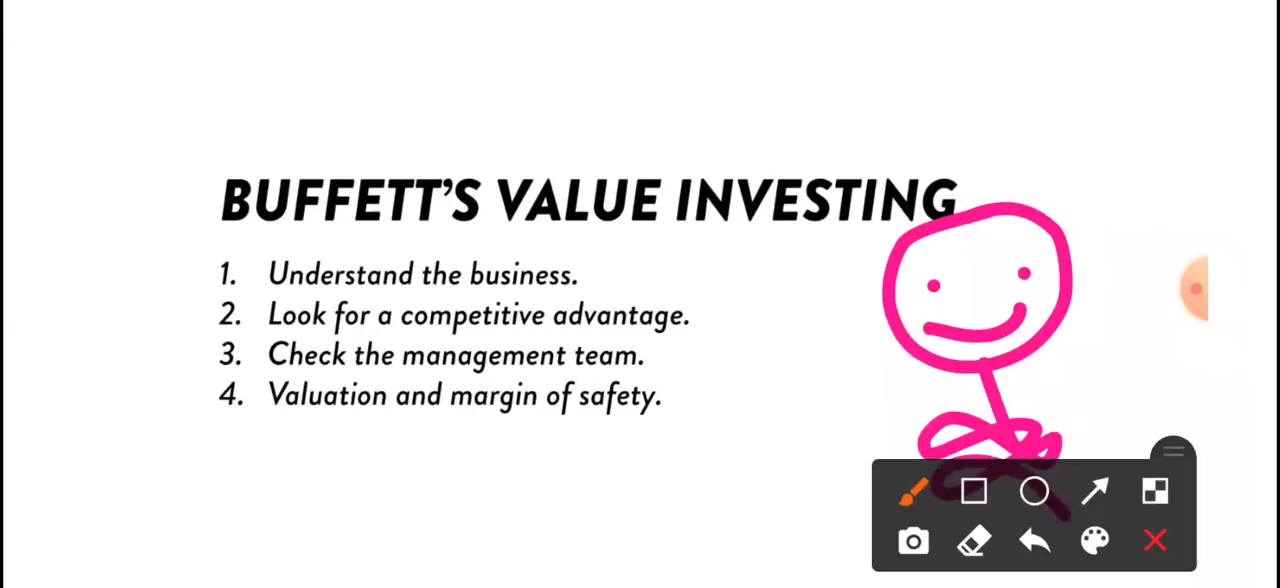 BUFFETT'S VALUE INVESTING
1. Understand the business.
2. Look for a competitive advantage.
3. Check the management team.
4. Valuation and margin of safety.